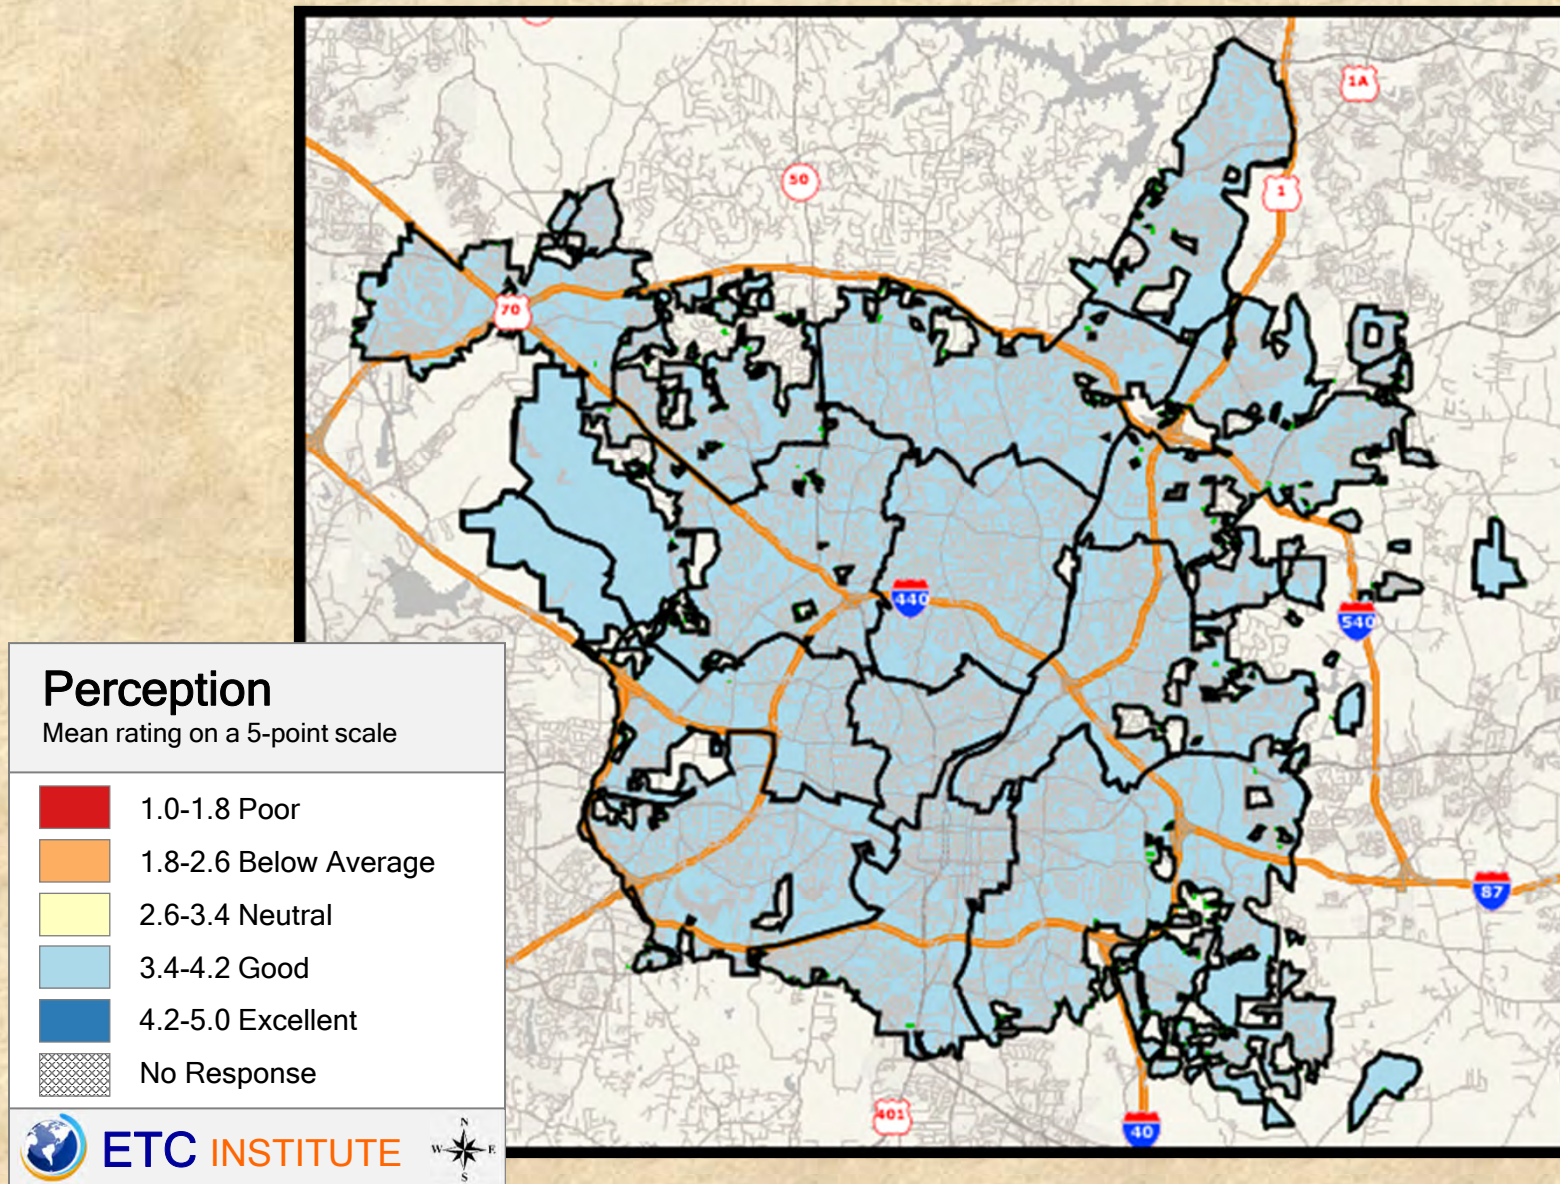 1A
50
1
70
440
540
87
401
40
Perception
Mean rating on a 5-point scale
1.0-1.8 Poor
1.8-2.6 Below Average
2.6-3.4 Neutral
3.4-4.2 Good
4.2-5.0 Excellent
No Response
ETC INSTITUTE
N
W E
S